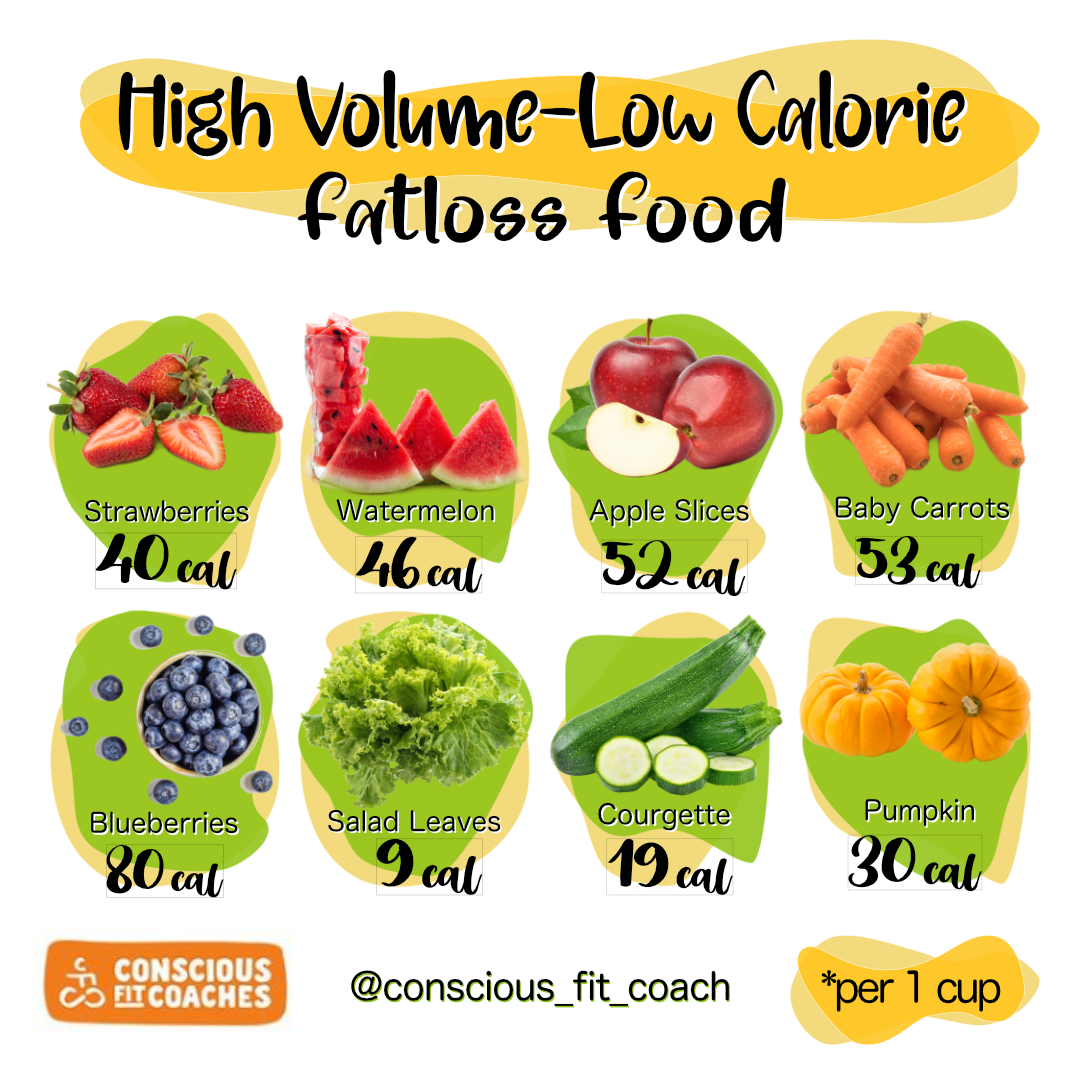 High Volume-Low Calorie
fatloss food
Strawberries
40 cal
Watermelon
46 cal
Apple Slices
52 cal
Baby Carrots
53 cal
Blueberries
80 cal
Salad Leaves
9 cal
Courgette
19 cal
Pumpkin
30 cal
CONSCIOUS
FITCOACHES
@conscious_fit_coach
*per 1 cup